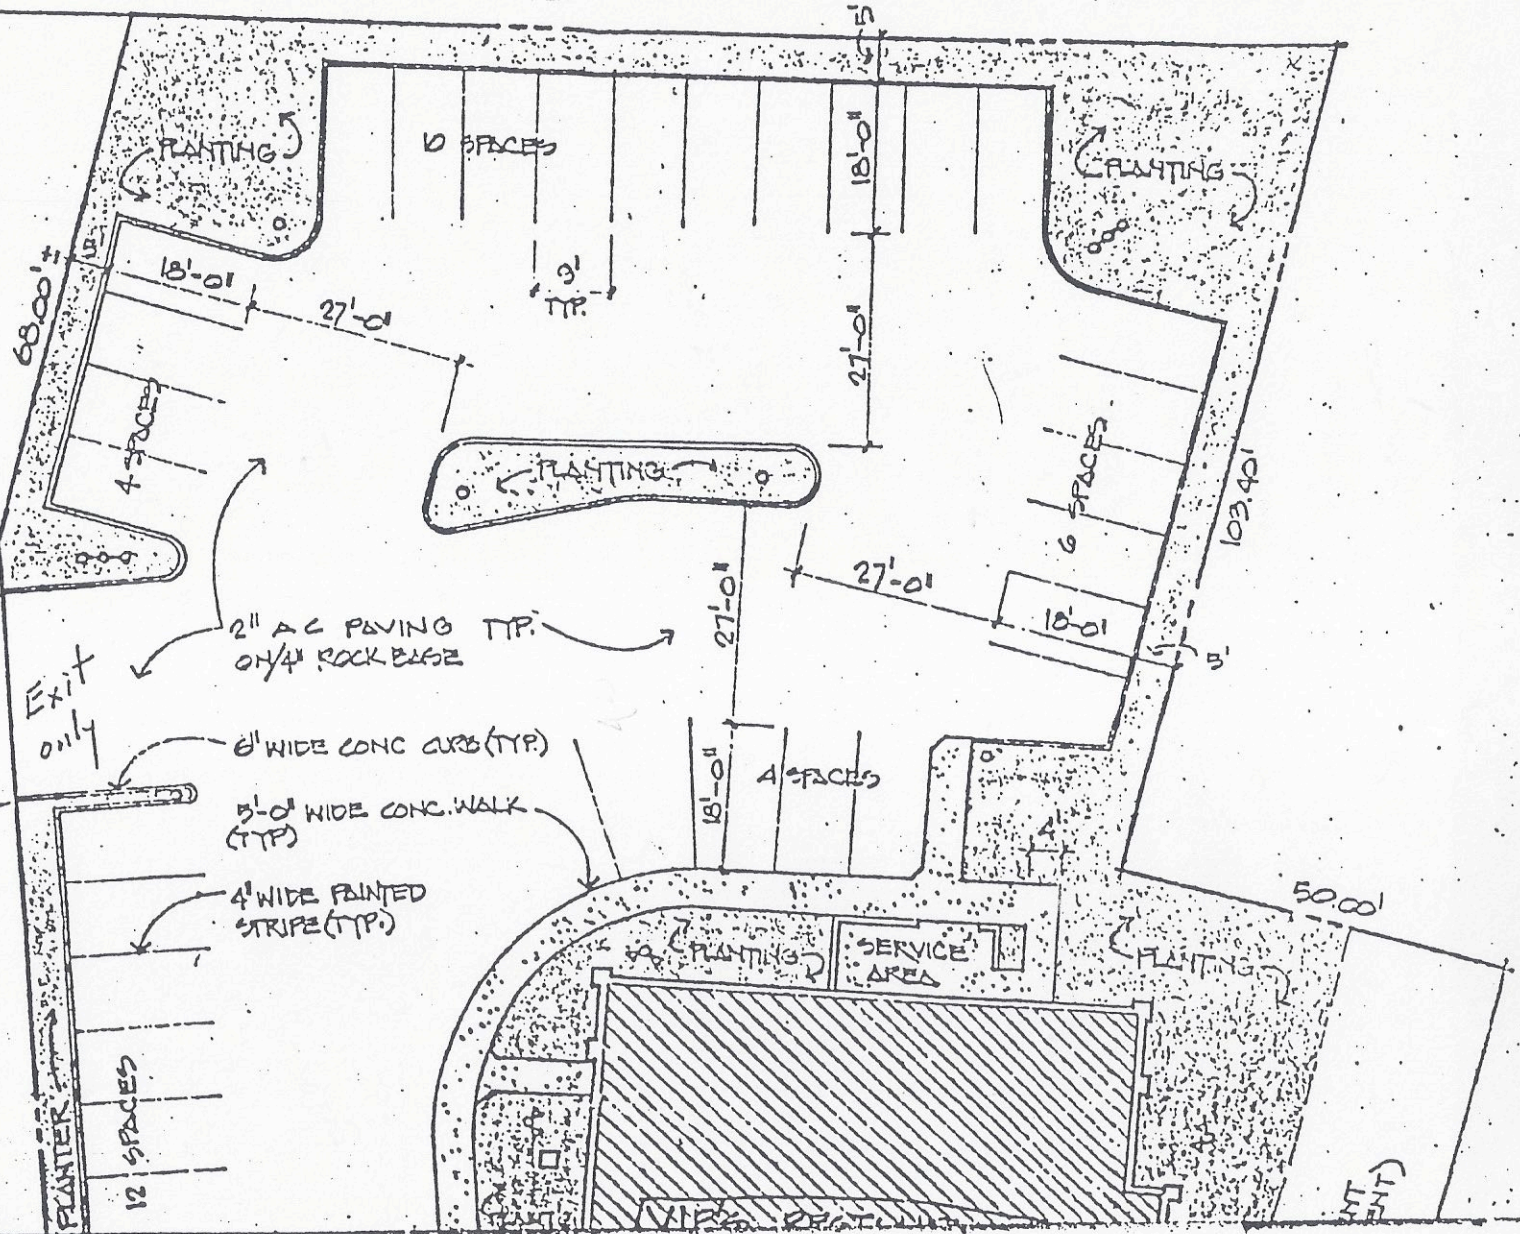 5'
PLANTING
10 SPACES
18'-0"
PLANTING
68.00' ±
5'
18'-0"
27'-0"
9'
TYP.
27'-0"
4 SPACES
PLANTING
6 SPACES
103.40'
27'-0"
27'-0"
18'-0"
5'
2" A C PAVING TYP.
ON/4" ROCK BASE
Exit
only
6" WIDE CONC CURB (TYP.)
18'-0"
4 SPACES
5'-0" WIDE CONC. WALK
(TYP)
4" WIDE PAINTED
STRIPE (TYP.)
50.00'
PLANTING
SERVICE
AREA
PLANTING
PLANTER
12 SPACES